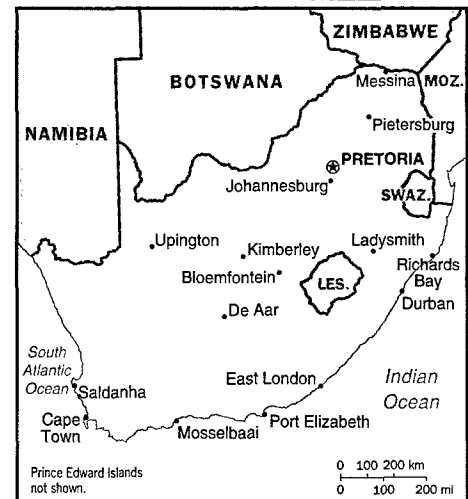 ZIMBABWE
BOTSWANA
Messina
MOZ.
NAMIBIA
Pietersburg
PRETORIA
Johannesburg
SWAZ.
Upington
Kimberley
Ladysmith
Bloemfontein
LES.
Richards
Bay
Durban
De Aar
South
Atlantic
Ocean
Saldanha
East London
Indian
Ocean
Cape
Town
Mosselbaai
Port Elizabeth
Prince Edward Islands
not shown.
0 100 200 km
0 100 200 mi